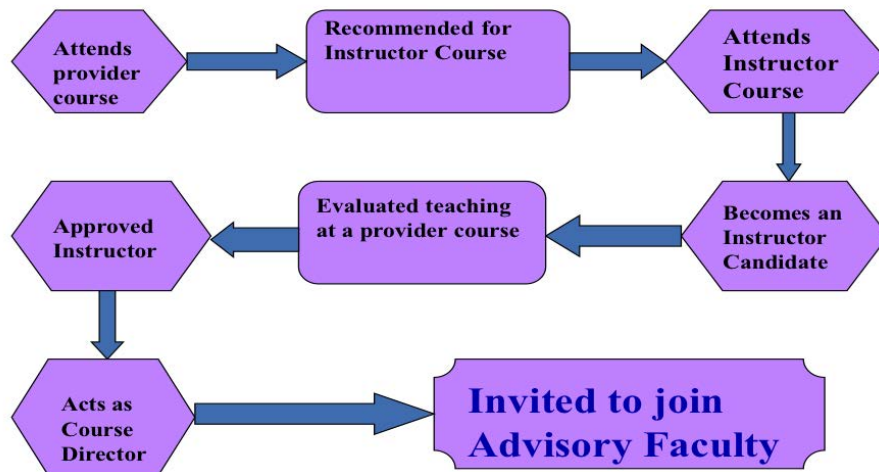 Attends
provider
course
Recommended for
Instructor Course
Attends
Instructor
Course
Becomes an
Instructor
Candidate
Evaluated teaching
at a provider course
Approved
Instructor
Acts as
Course
Director
Invited to join
Advisory Faculty